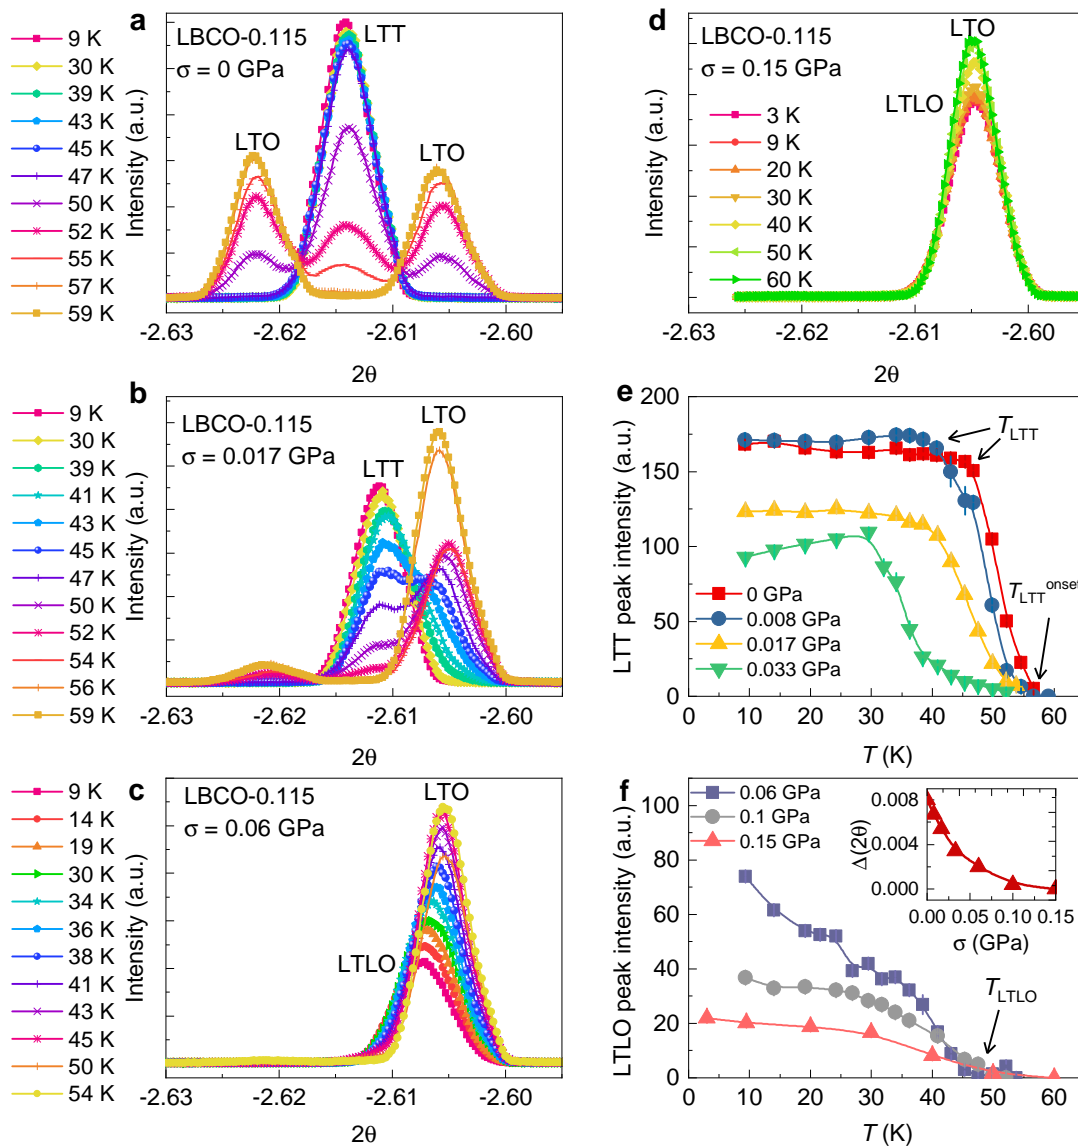 a
LBCO-0.115
σ = 0 GPa
LTT
LTO
LTO
9 K
30 K
39 K
43 K
45 K
47 K
50 K
52 K
55 K
57 K
59 K
Intensity (a.u.)
-2.63 -2.62 -2.61 -2.60
2θ
d
LBCO-0.115
σ = 0.15 GPa
LTO
LTLO
3 K
9 K
20 K
30 K
40 K
50 K
60 K
Intensity (a.u.)
-2.63 -2.62 -2.61 -2.60
2θ
b
LBCO-0.115
σ = 0.017 GPa
LTO
LTT
9 K
30 K
39 K
41 K
43 K
45 K
47 K
50 K
52 K
54 K
56 K
59 K
Intensity (a.u.)
-2.63 -2.62 -2.61 -2.60
2θ
e
LTT peak intensity (a.u.)
200
150
100
50
0
T_LTT
T_LTT^onset
0 GPa
0.008 GPa
0.017 GPa
0.033 GPa
0 10 20 30 40 50 60
T (K)
c
LBCO-0.115
σ = 0.06 GPa
LTO
LTLO
9 K
14 K
19 K
30 K
34 K
36 K
38 K
41 K
43 K
45 K
50 K
54 K
Intensity (a.u.)
-2.63 -2.62 -2.61 -2.60
2θ
f
LTLO peak intensity (a.u.)
100
80
60
40
20
0
0.06 GPa
0.1 GPa
0.15 GPa
T_LTLO
0 10 20 30 40 50 60
T (K)
Δ(2θ)
0.008
0.004
0.000
0.00 0.05 0.10 0.15
σ (GPa)